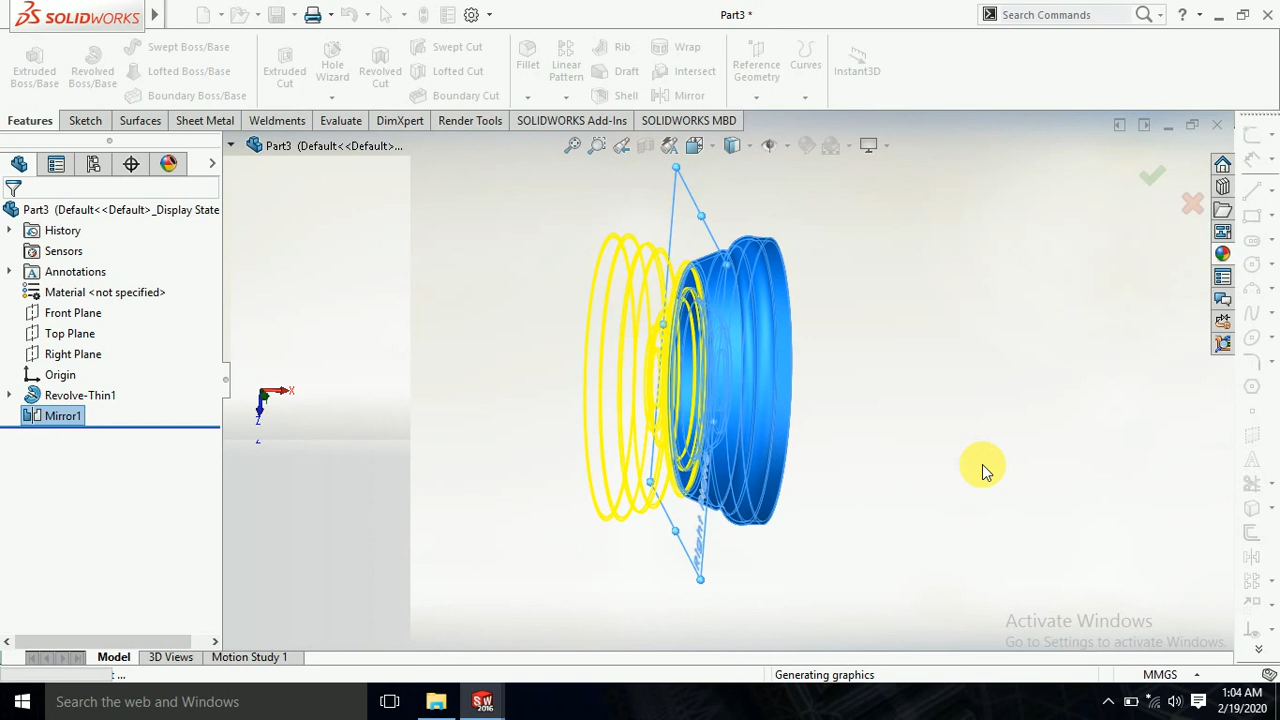 SOLIDWORKS
Part3 *
Search Commands
?
Extruded Boss/Base
Revolved Boss/Base
Swept Boss/Base
Lofted Boss/Base
Boundary Boss/Base
Extruded Cut
Hole Wizard
Revolved Cut
Swept Cut
Lofted Cut
Boundary Cut
Fillet
Linear Pattern
Rib
Draft
Shell
Wrap
Intersect
Mirror
Reference Geometry
Curves
Instant3D
Features
Sketch
Surfaces
Sheet Metal
Weldments
Evaluate
DimXpert
Render Tools
SOLIDWORKS Add-Ins
SOLIDWORKS MBD
Part3 (Default<<Default>...
Part3 (Default<<Default>_Display State
History
Sensors
Annotations
Material <not specified>
Front Plane
Top Plane
Right Plane
Origin
Revolve-Thin1
Mirror1
X
Z
Right
Activate Windows
Go to Settings to activate Windows.
Model
3D Views
Motion Study 1
...
Generating graphics
MMGS
Search the web and Windows
SW
2016
1:04 AM
2/19/2020